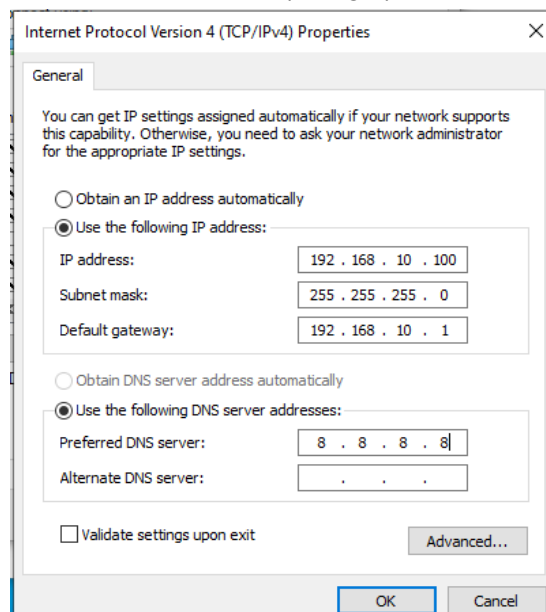 Internet Protocol Version 4 (TCP/IPv4) Properties
General
You can get IP settings assigned automatically if your network supports
this capability. Otherwise, you need to ask your network administrator
for the appropriate IP settings.
Obtain an IP address automatically
Use the following IP address:
IP address: 192 . 168 . 10 . 100
Subnet mask: 255 . 255 . 255 . 0
Default gateway: 192 . 168 . 10 . 1
Obtain DNS server address automatically
Use the following DNS server addresses:
Preferred DNS server: 8 . 8 . 8 . 8
Alternate DNS server: . . .
Validate settings upon exit
Advanced...
OK Cancel